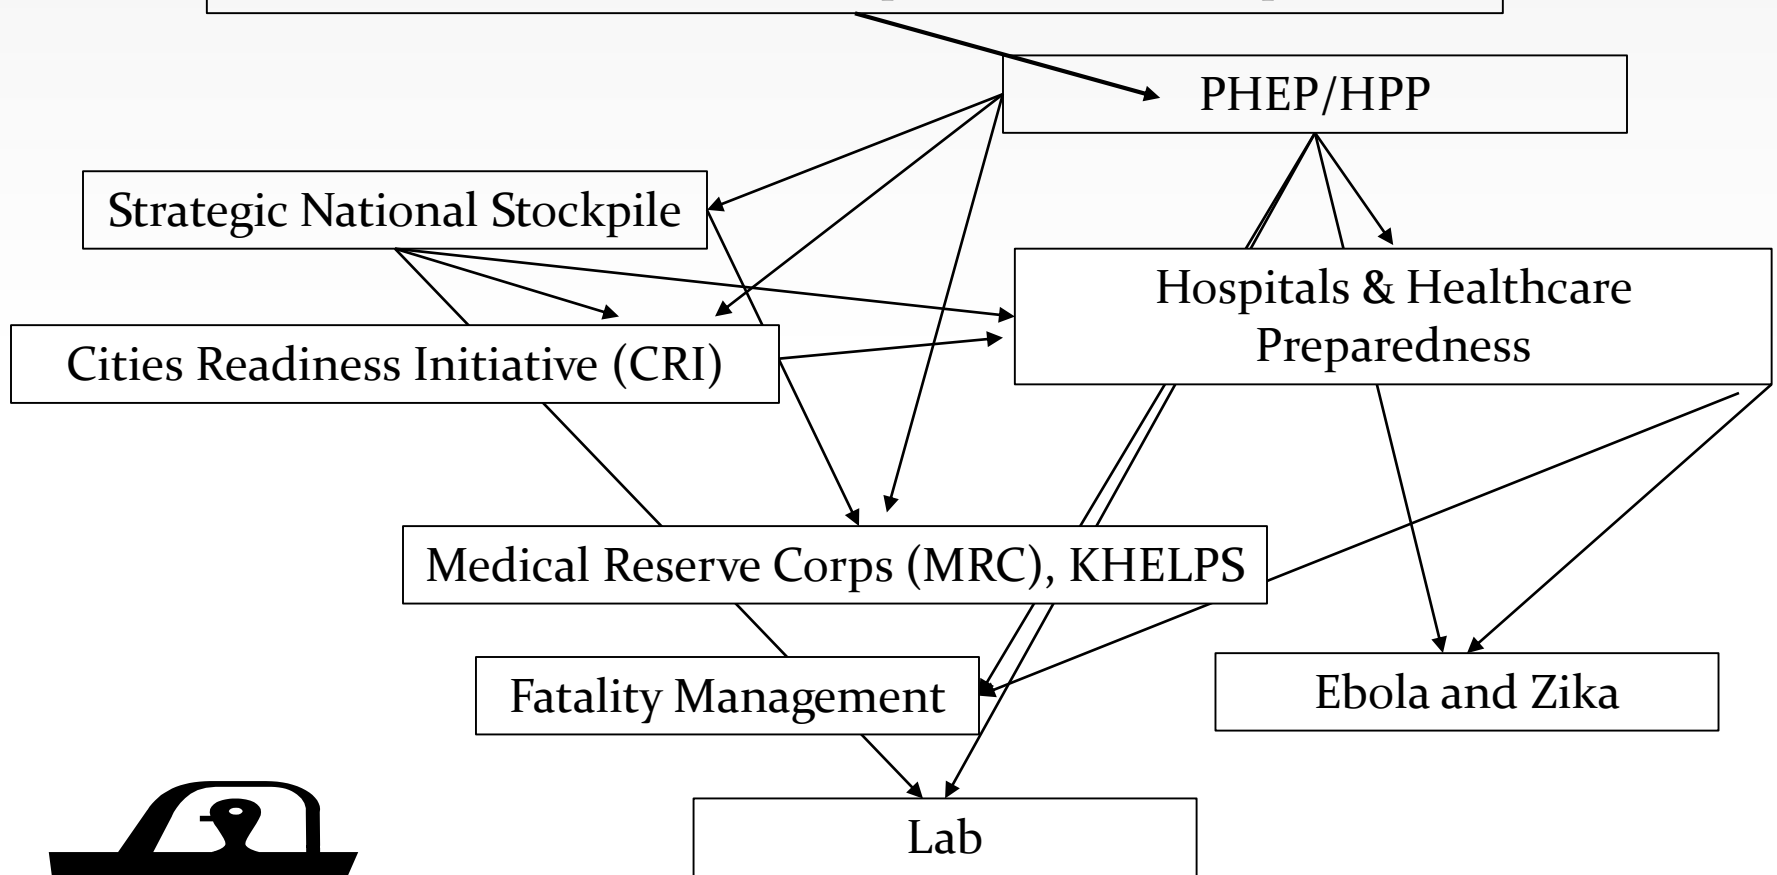 PHEP/HPP
Strategic National Stockpile
Hospitals & Healthcare
Preparedness
Cities Readiness Initiative (CRI)
Medical Reserve Corps (MRC), KHELPS
Fatality Management
Ebola and Zika
Lab